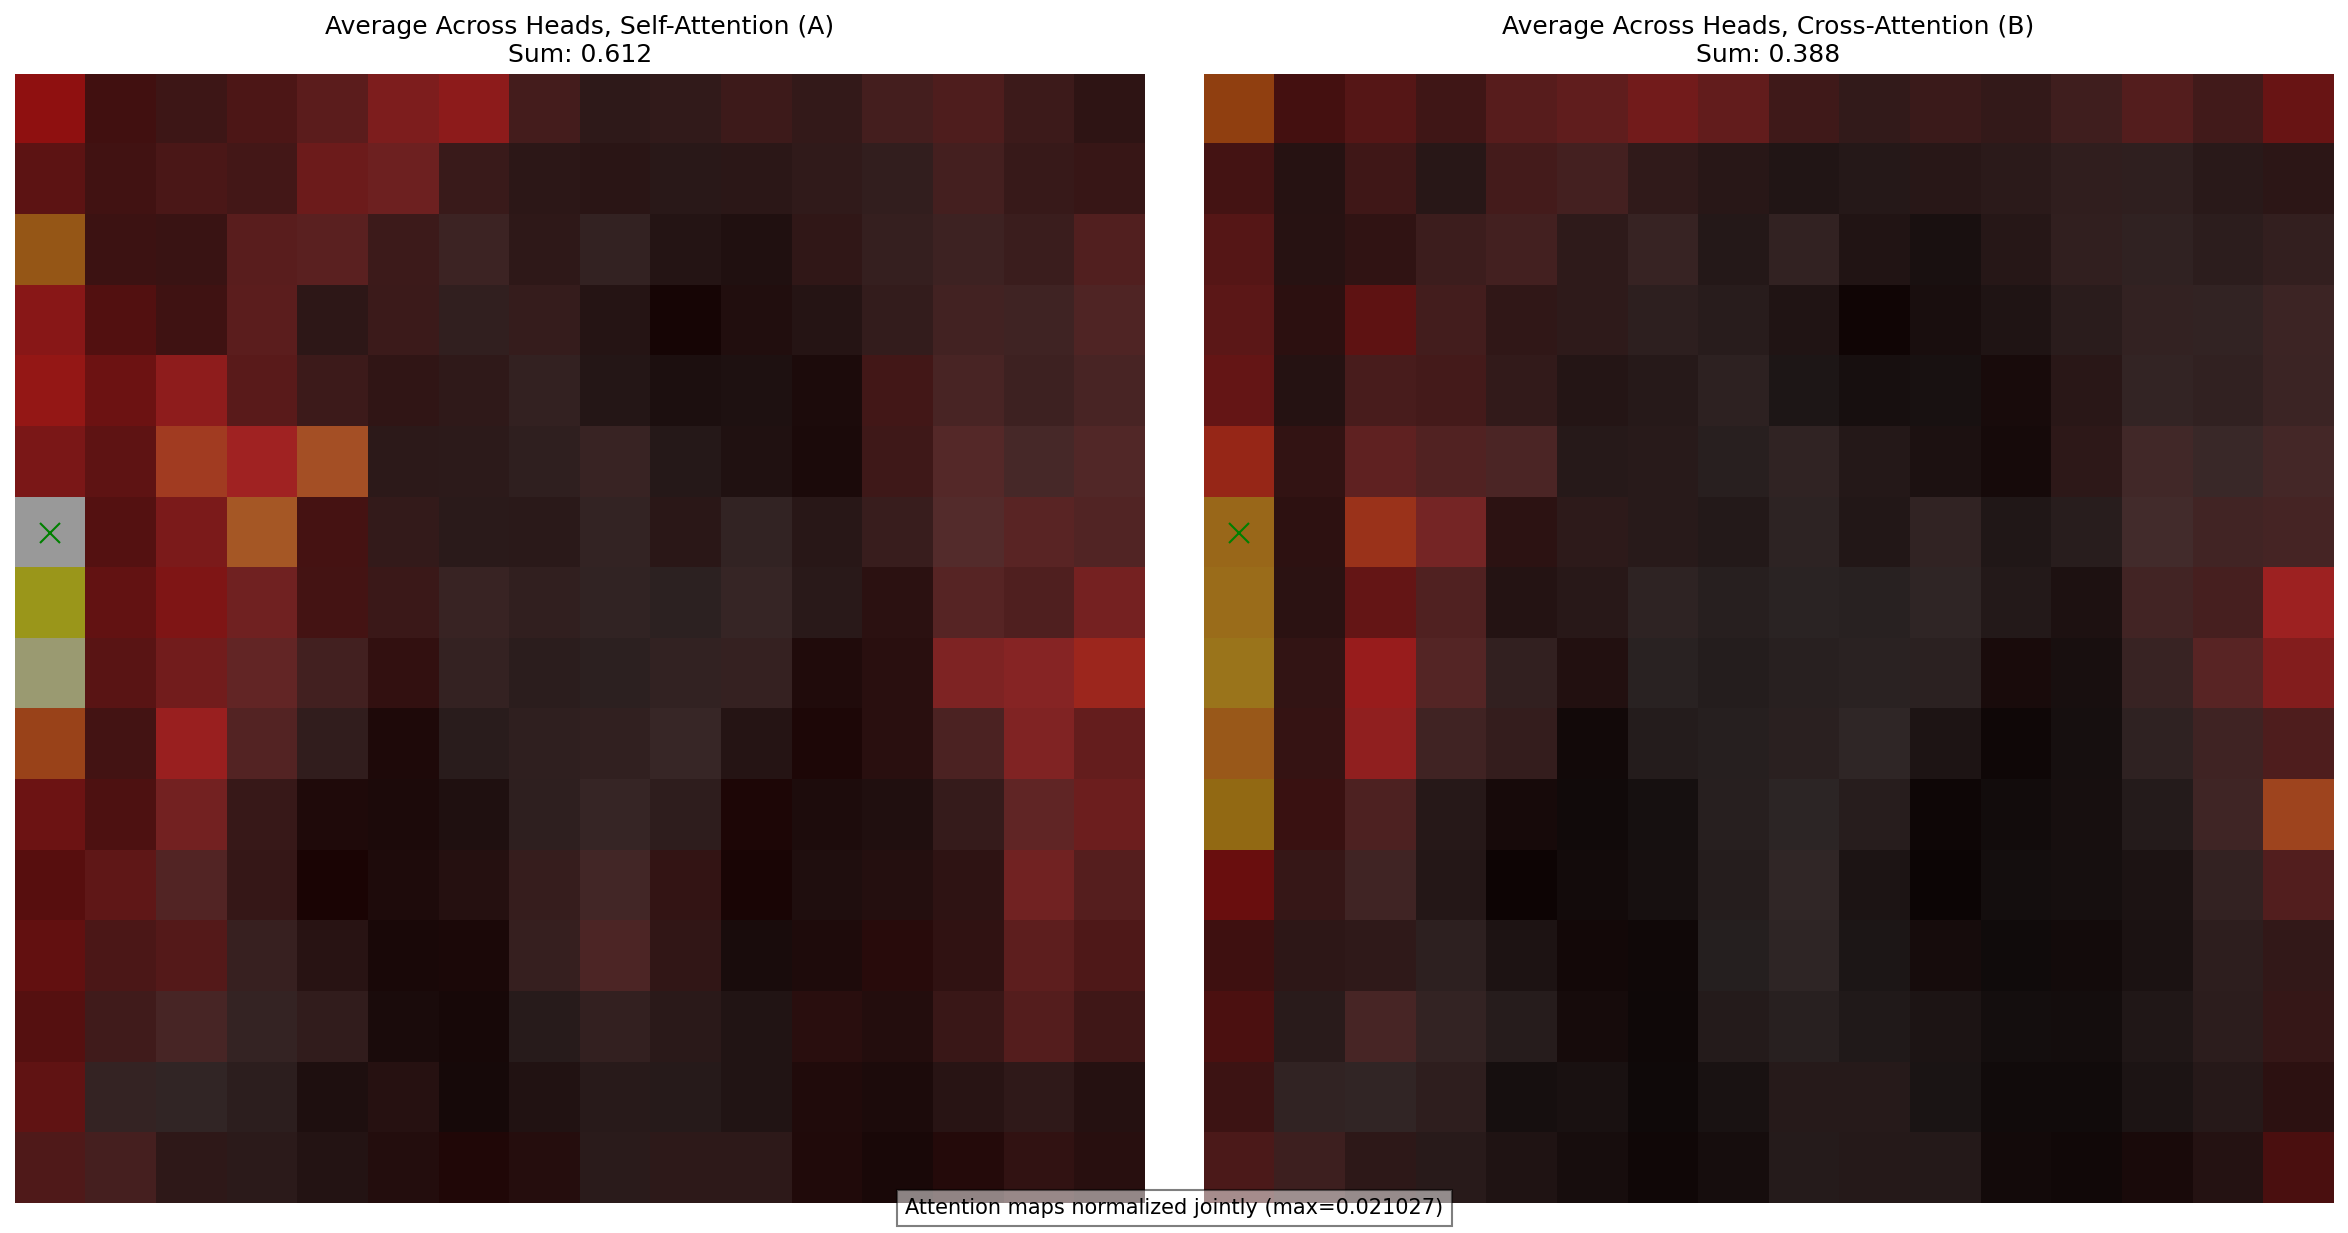 Average Across Heads, Self-Attention (A)
Sum: 0.612
Average Across Heads, Cross-Attention (B)
Sum: 0.388
Attention maps normalized jointly (max=0.021027)